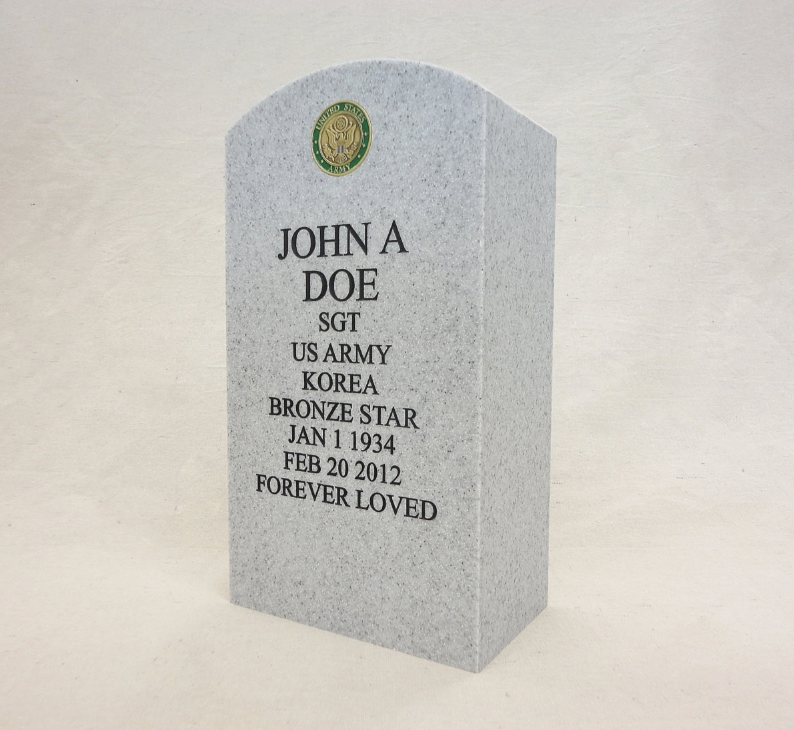 UNITED STATES
ARMY
JOHN A
DOE
SGT
US ARMY
KOREA
BRONZE STAR
JAN 1 1934
FEB 20 2012
FOREVER LOVED